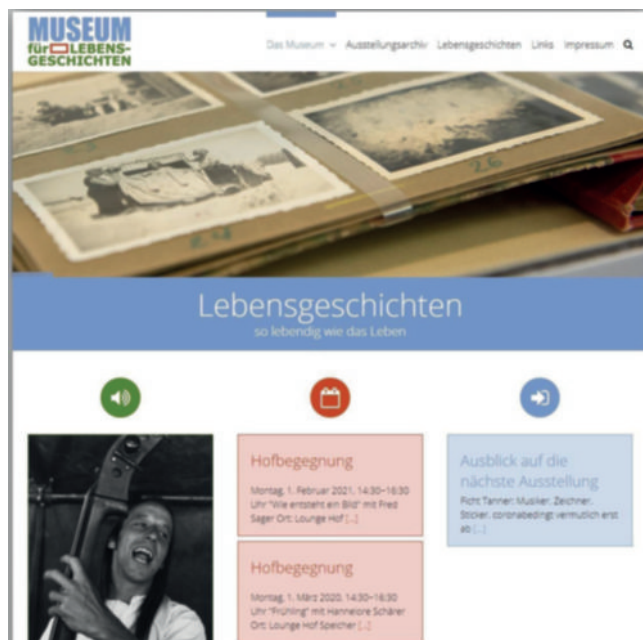 MUSEUM
für LEBENS-
GESCHICHTEN
Das Museum Ausstellungsarchiv Lebensgeschichten Links Impressum
26
Lebensgeschichten
so lebendig wie das Leben
Hofbegegnung
Montag, 1. Februar 2021, 14:30–16:30
Uhr "Wie entsteht ein Bild" mit Fred
Sager Ort: Lounge Hof [...]
Hofbegegnung
Montag, 1. März 2020, 14:30–16:30
Uhr "Frühling" mit Hannelore Schärer
Ort: Lounge Hof Speicher [...]
Ausblick auf die
nächste Ausstellung
Ficht Tanner: Musiker, Zeichner,
Sticker, coronabedingt vermutlich erst
ab [...]